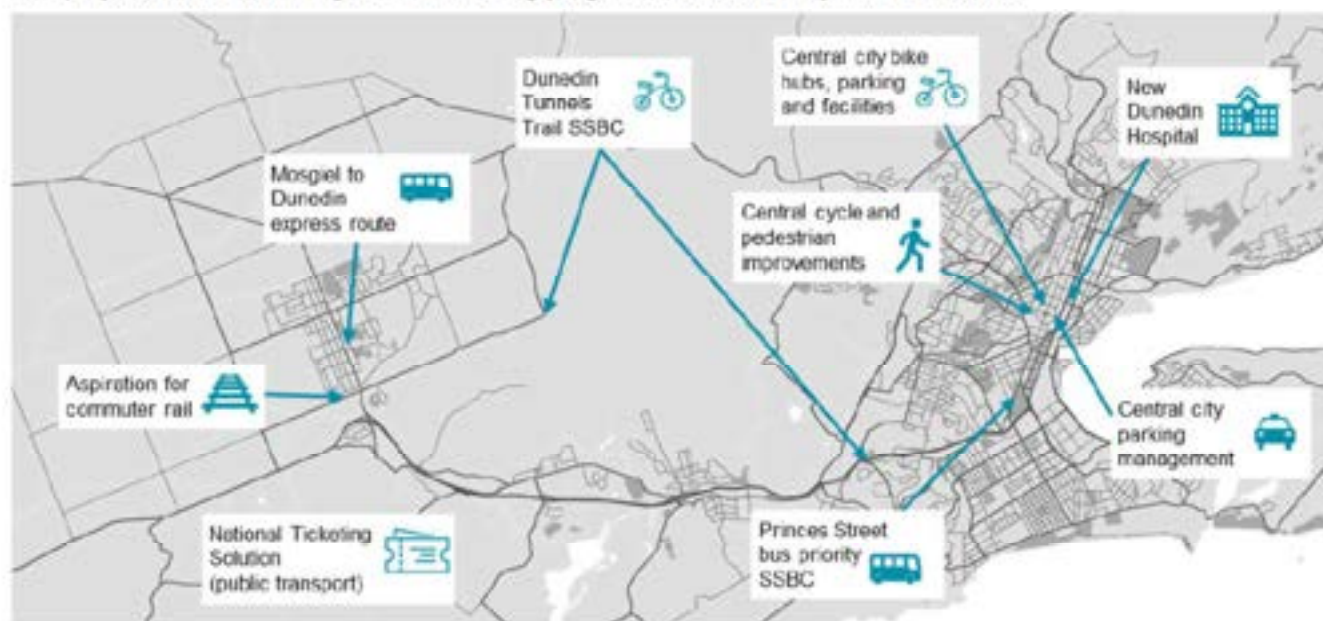 Dunedin
Tunnels
Trail SSBC
Central city bike
hubs, parking
and facilities
New
Dunedin
Hospital
Mosgiel to
Dunedin
express route
Central cycle and
pedestrian
improvements
Aspiration for
commuter rail
Central city
parking
management
National Ticketing
Solution
(public transport)
Princes Street
bus priority
SSBC